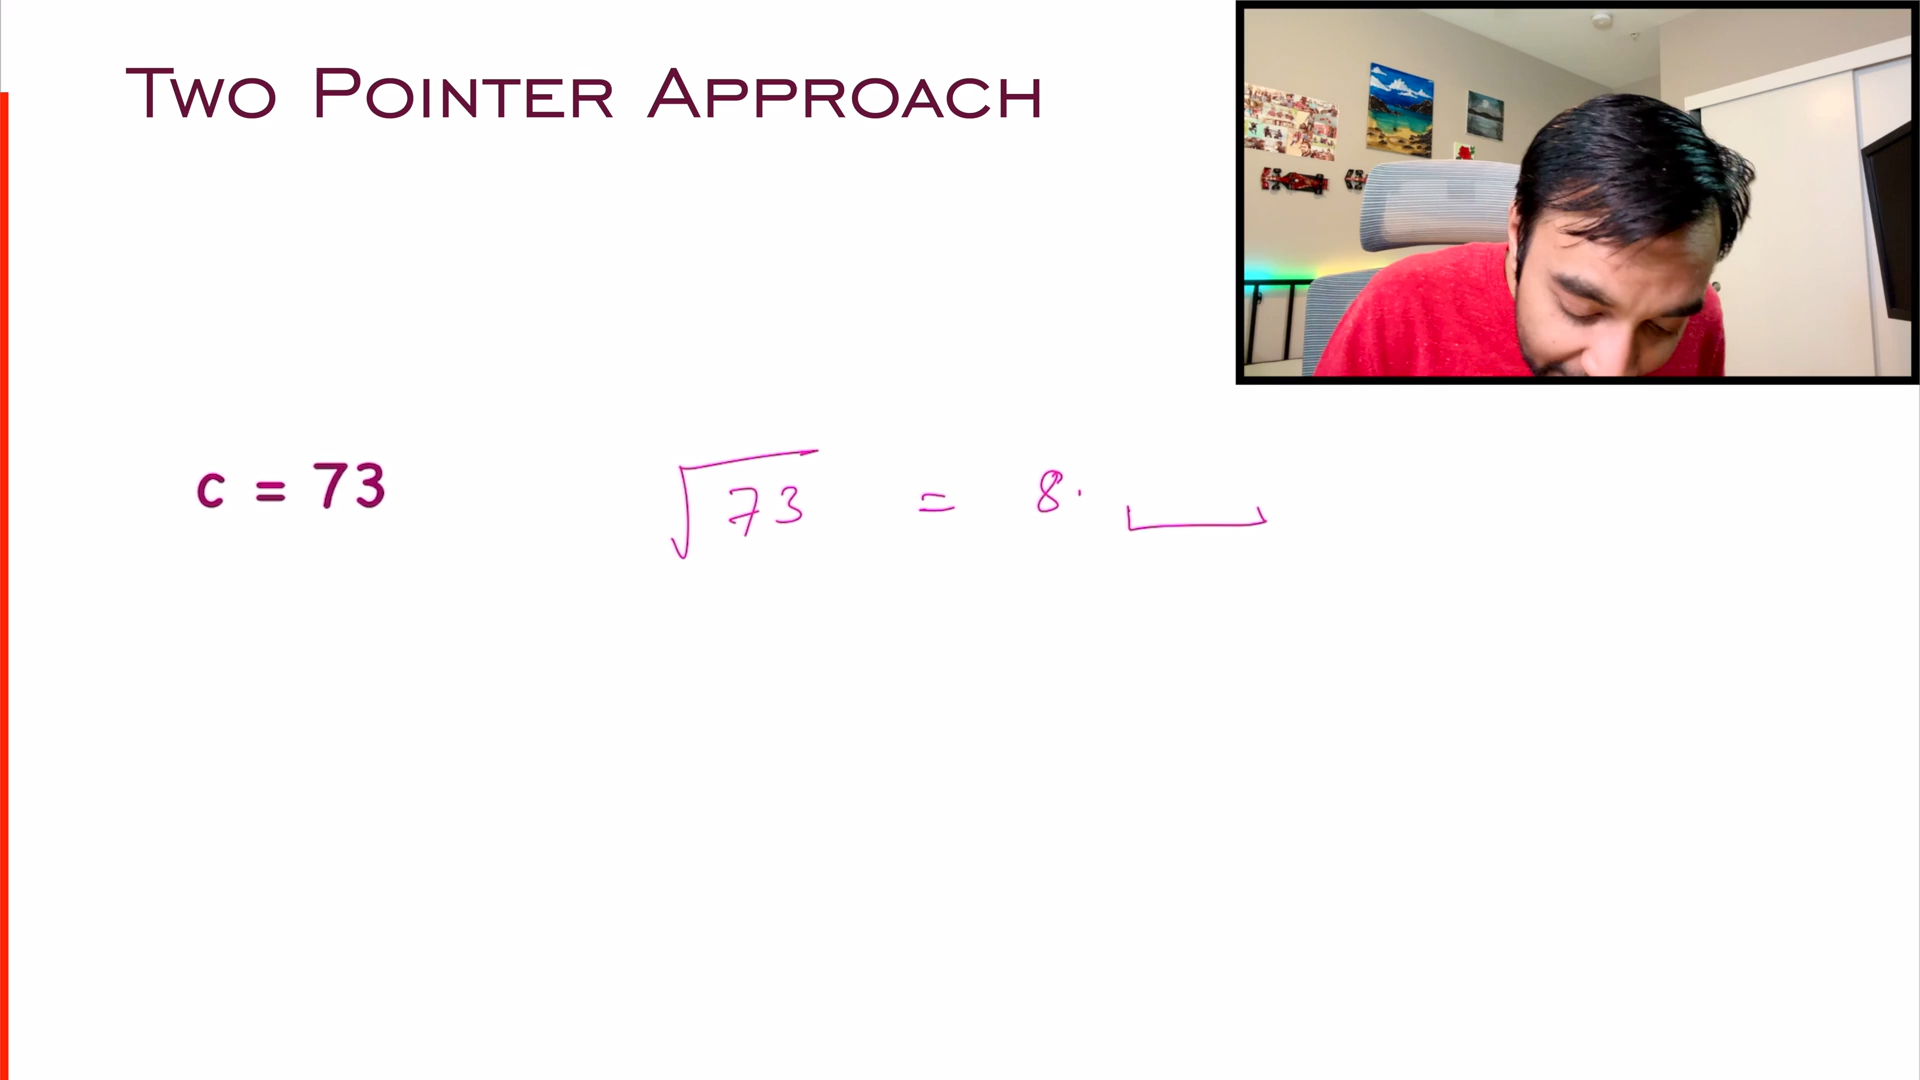 TWO POINTER APPROACH
c = 73
√73 = 8.